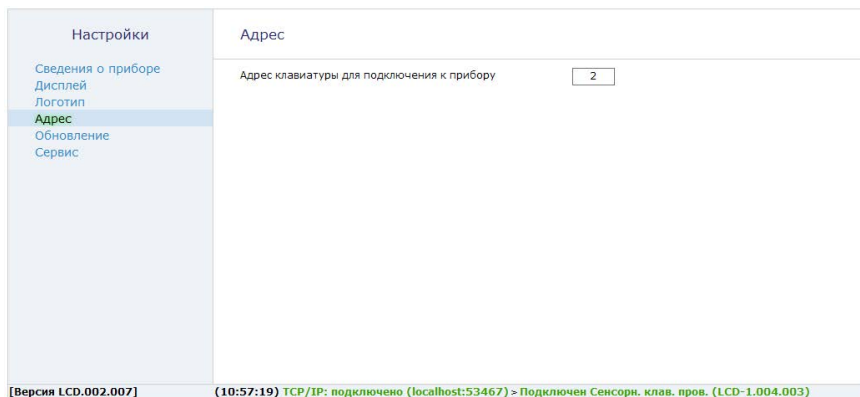 Настройки
Сведения о приборе
Дисплей
Логотип
Адрес
Обновление
Сервис
Адрес
Адрес клавиатуры для подключения к прибору 2
[Версия LCD.002.007] (10:57:19) TCP/IP: подключено (localhost:53467) > Подключен Сенсорн. клав. пров. (LCD-1.004.003)